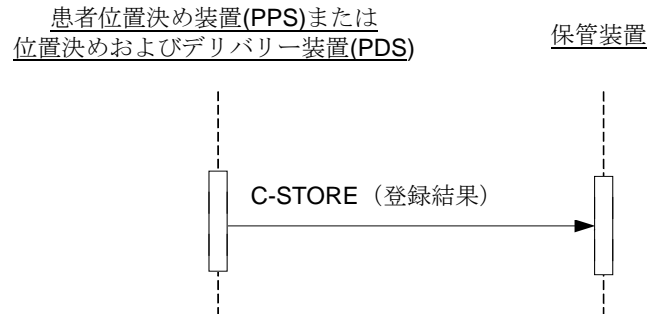 患者位置決め装置(PPS)または
位置決めおよびデリバリー装置(PDS)
保管装置
C-STORE（登録結果）